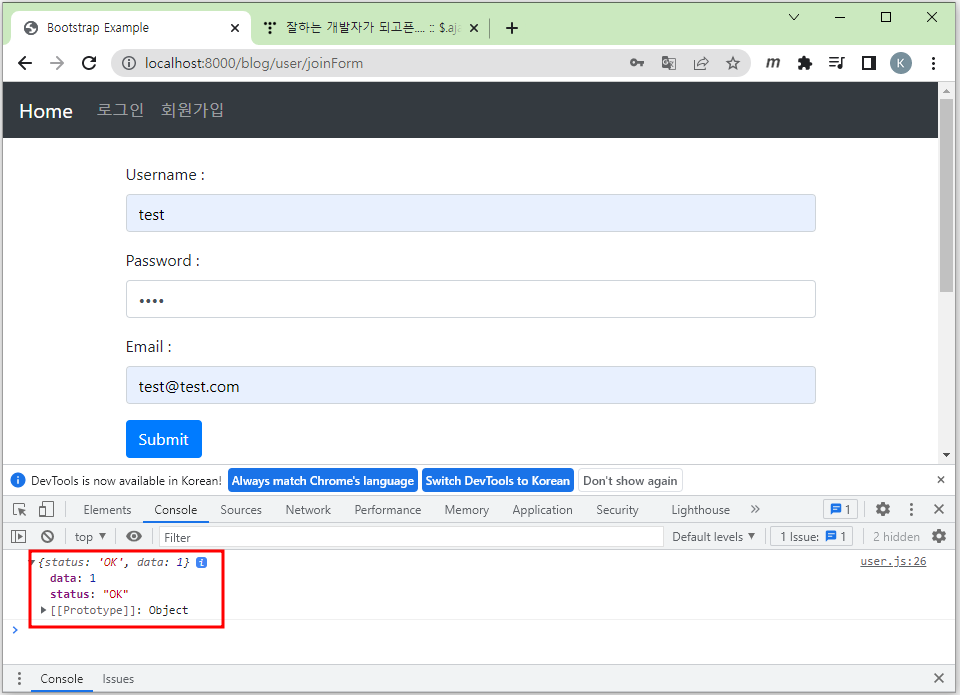 Bootstrap Example
잘하는 개발자가 되고픈.... :: $.aja
localhost:8000/blog/user/joinForm
m
K
Home 로그인 회원가입
Username :
test
Password :
••••
Email :
test@test.com
Submit
DevTools is now available in Korean! Always match Chrome's language Switch DevTools to Korean Don't show again
Elements Console Sources Network Performance Memory Application Security Lighthouse » 1
top ▼ Filter Default levels ▼ 1 Issue: 1 2 hidden
▼{status: 'OK', data: 1} i user.js:26
data: 1
status: "OK"
▶[[Prototype]]: Object
>
Console Issues